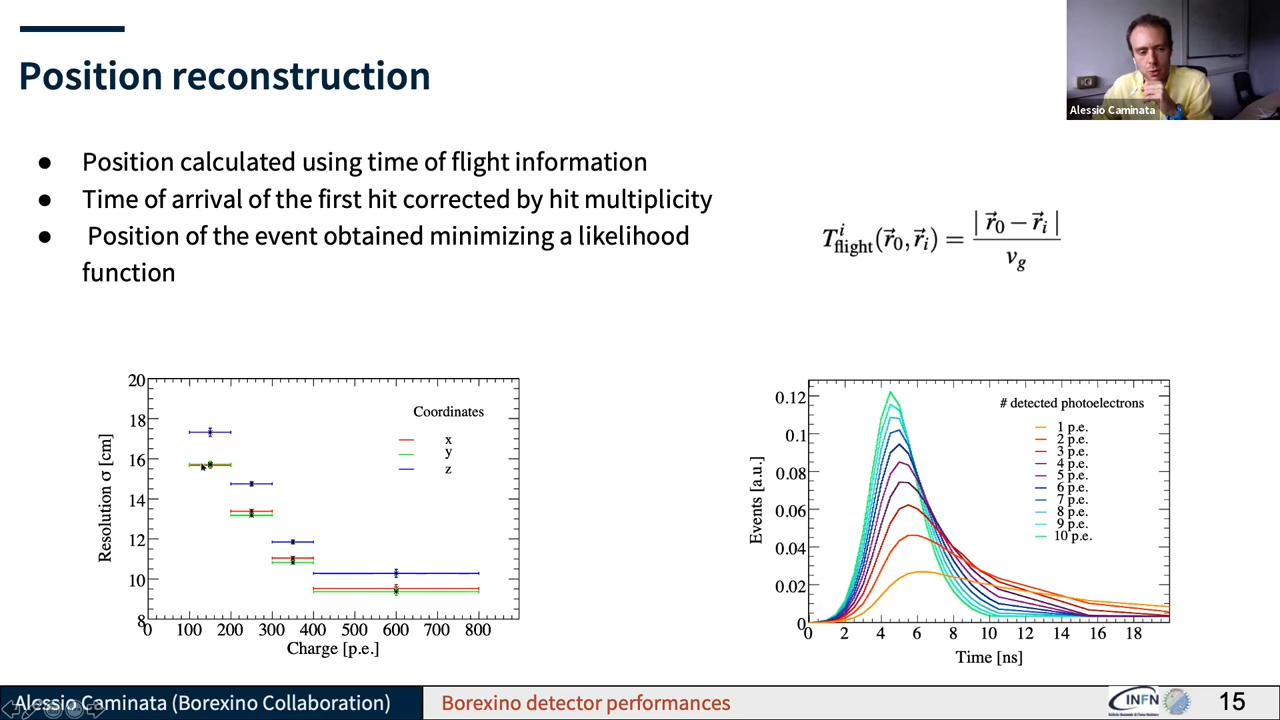 Position reconstruction
Alessio Caminata
● Position calculated using time of flight information
● Time of arrival of the first hit corrected by hit multiplicity
● Position of the event obtained minimizing a likelihood
function
T^i_flight(r⃗0, r⃗i) = | r⃗0 − r⃗i | / vg
20
18
16
14
12
10
8
Resolution σ [cm]
Coordinates
x
y
z
0 100 200 300 400 500 600 700 800
Charge [p.e.]
0.12
0.1
0.08
0.06
0.04
0.02
0
Events [a.u.]
# detected photoelectrons
1 p.e.
2 p.e.
3 p.e.
4 p.e.
5 p.e.
6 p.e.
7 p.e.
8 p.e.
9 p.e.
10 p.e.
0 2 4 6 8 10 12 14 16 18
Time [ns]
Alessio Caminata (Borexino Collaboration)
Borexino detector performances
INFN
15